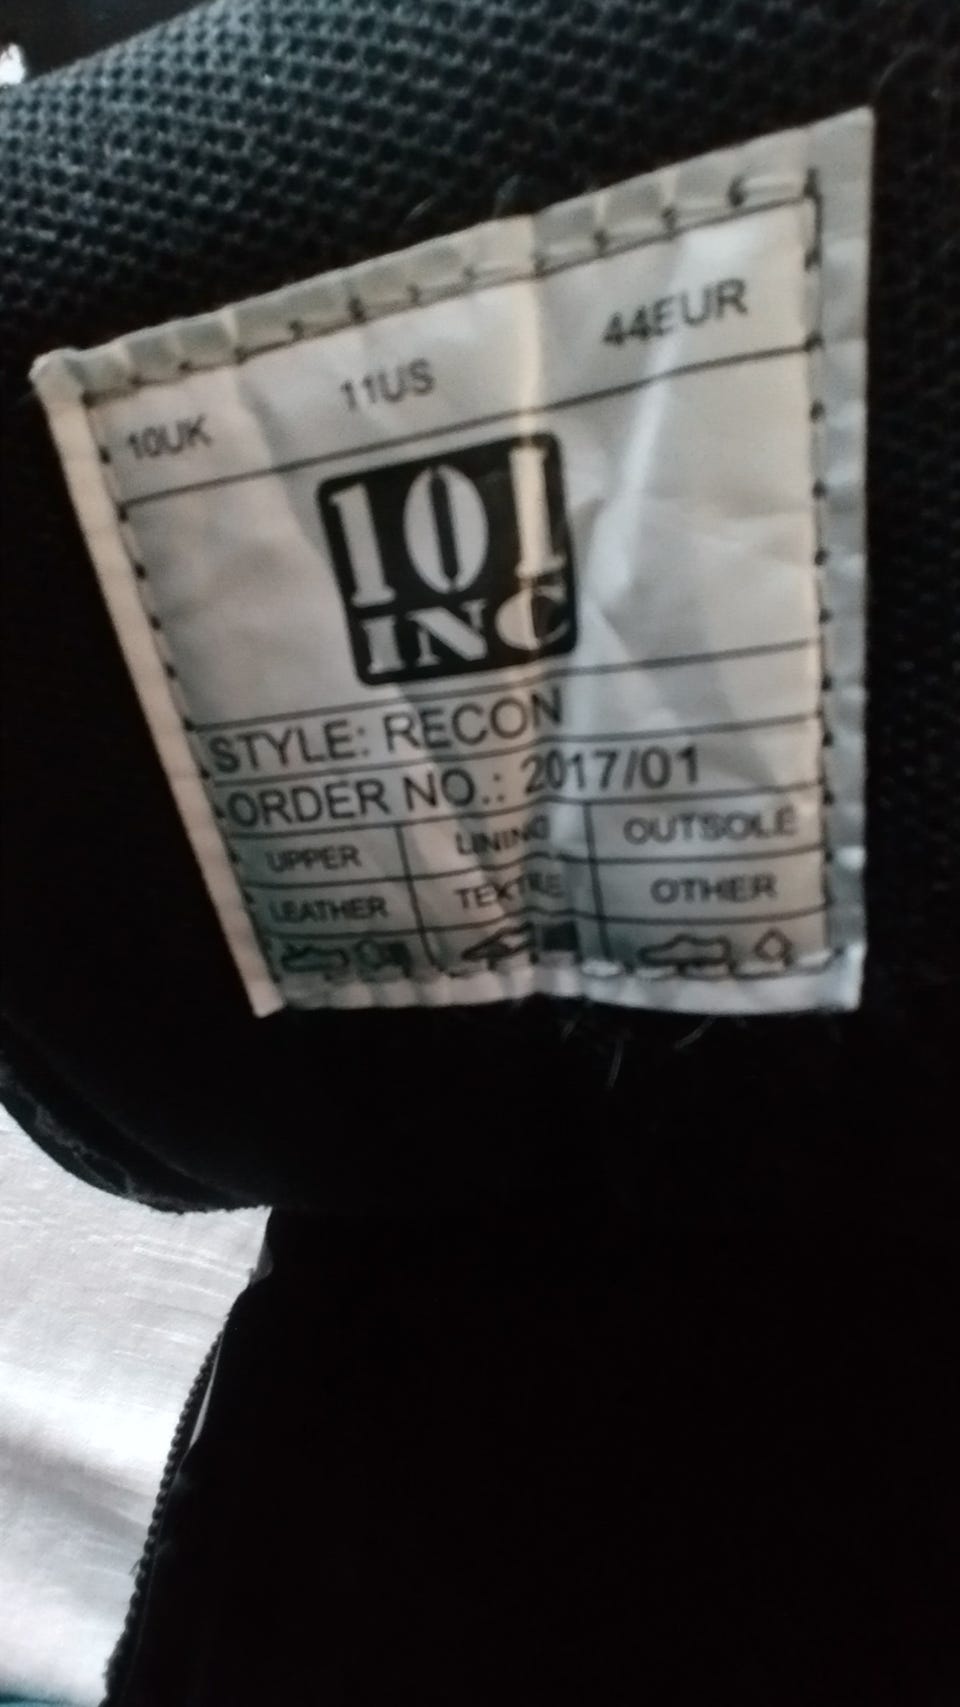 10UK 11US 44EUR
101
INC
STYLE: RECON
ORDER NO.: 2017/01
UPPER LINING OUTSOLE
LEATHER TEXTILE OTHER